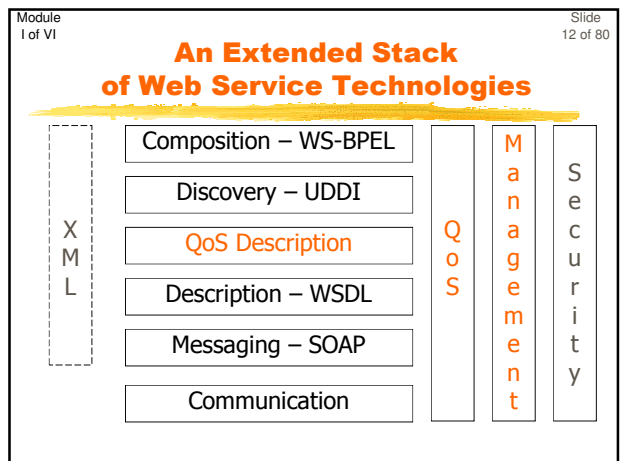 Module
I of VI
Slide
12 of 80
An Extended Stack
of Web Service Technologies
XML
Composition – WS-BPEL
Discovery – UDDI
QoS Description
Description – WSDL
Messaging – SOAP
Communication
QoS
Management
Security